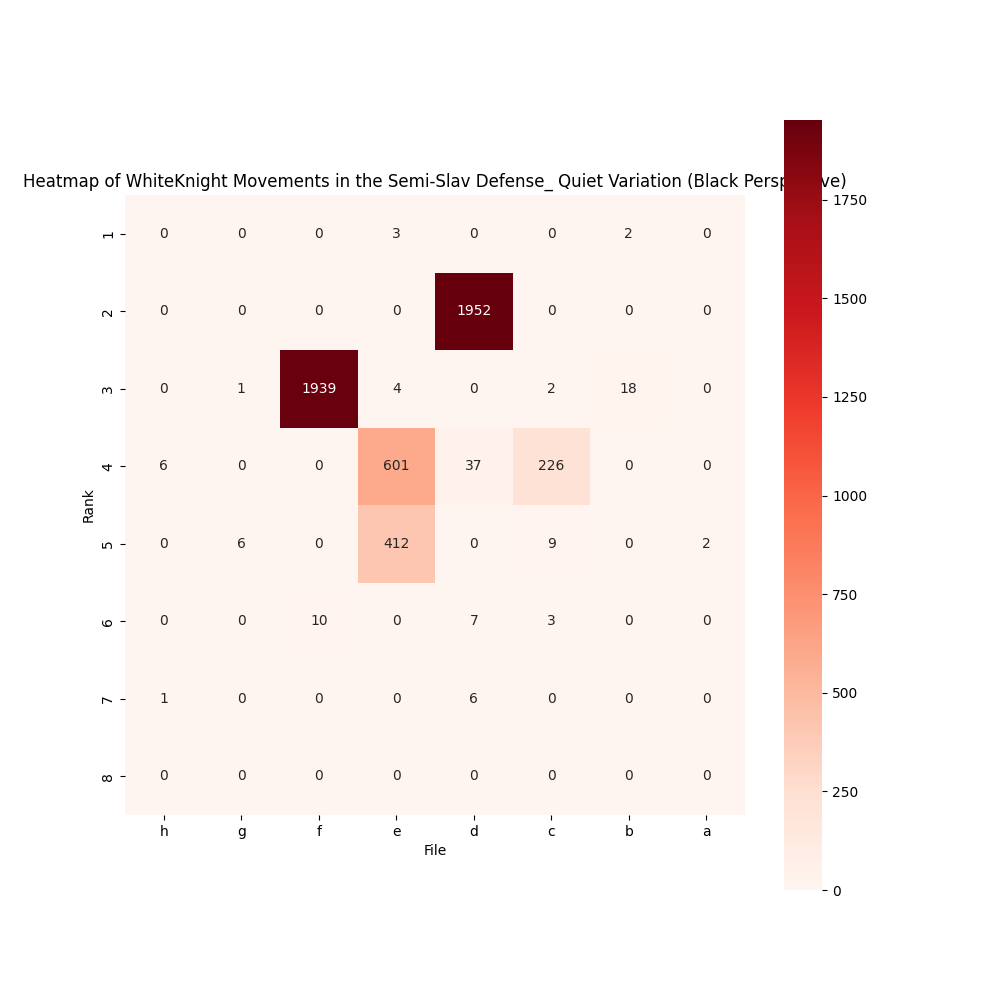 Heatmap of WhiteKnight Movements in the Semi-Slav Defense_ Quiet Variation (Black Perspective)
1 0 0 0 3 0 0 2 0
2 0 0 0 0 1952 0 0 0
3 0 1 1939 4 0 2 18 0
4 6 0 0 601 37 226 0 0
5 0 6 0 412 0 9 0 2
6 0 0 10 0 7 3 0 0
7 1 0 0 0 6 0 0 0
8 0 0 0 0 0 0 0 0
h g f e d c b a
File
Rank
1750
1500
1250
1000
750
500
250
0